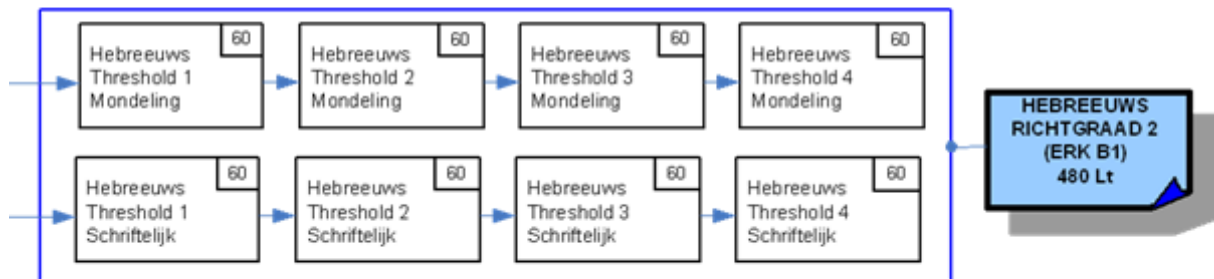 60
Hebreeuws
Threshold 1
Mondeling
60
Hebreeuws
Threshold 2
Mondeling
60
Hebreeuws
Threshold 3
Mondeling
60
Hebreeuws
Threshold 4
Mondeling
60
Hebreeuws
Threshold 1
Schriftelijk
60
Hebreeuws
Threshold 2
Schriftelijk
60
Hebreeuws
Threshold 3
Schriftelijk
60
Hebreeuws
Threshold 4
Schriftelijk
HEBREEUWS
RICHTGRAAD 2
(ERK B1)
480 Lt